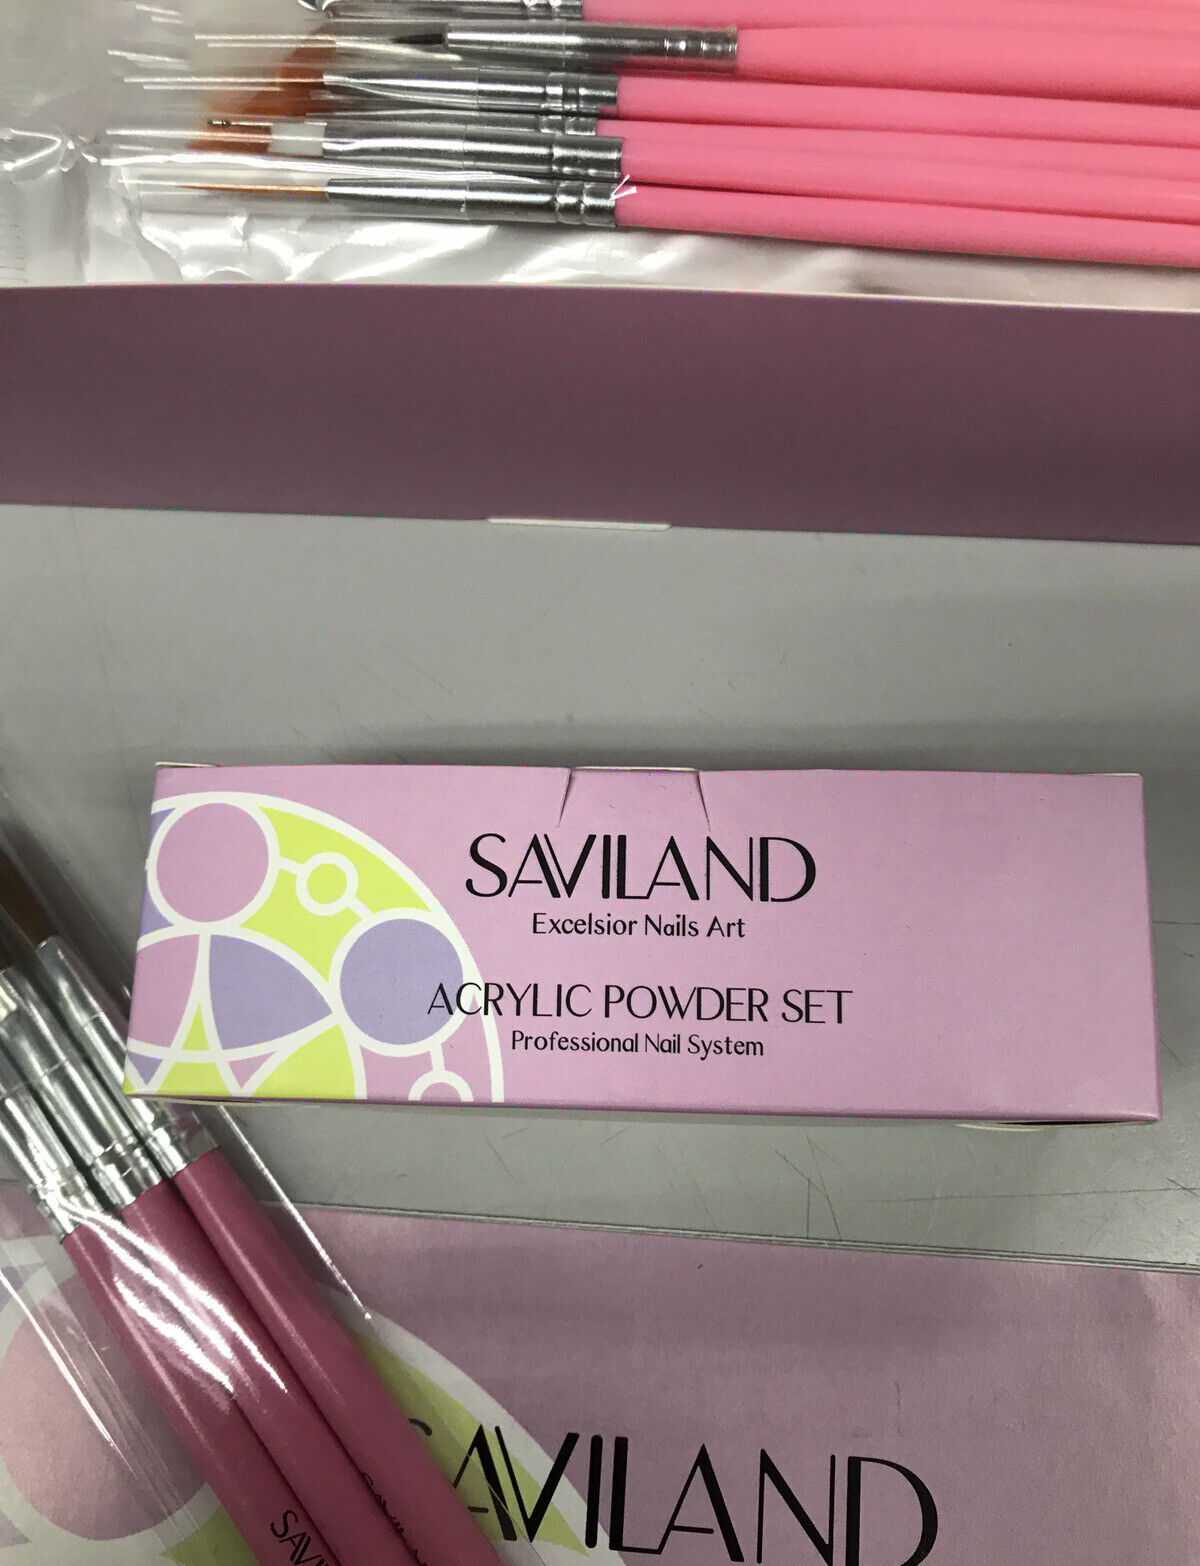 SAVILAND
Excelsior Nails Art
ACRYLIC POWDER SET
Professional Nail System
SAVILAND